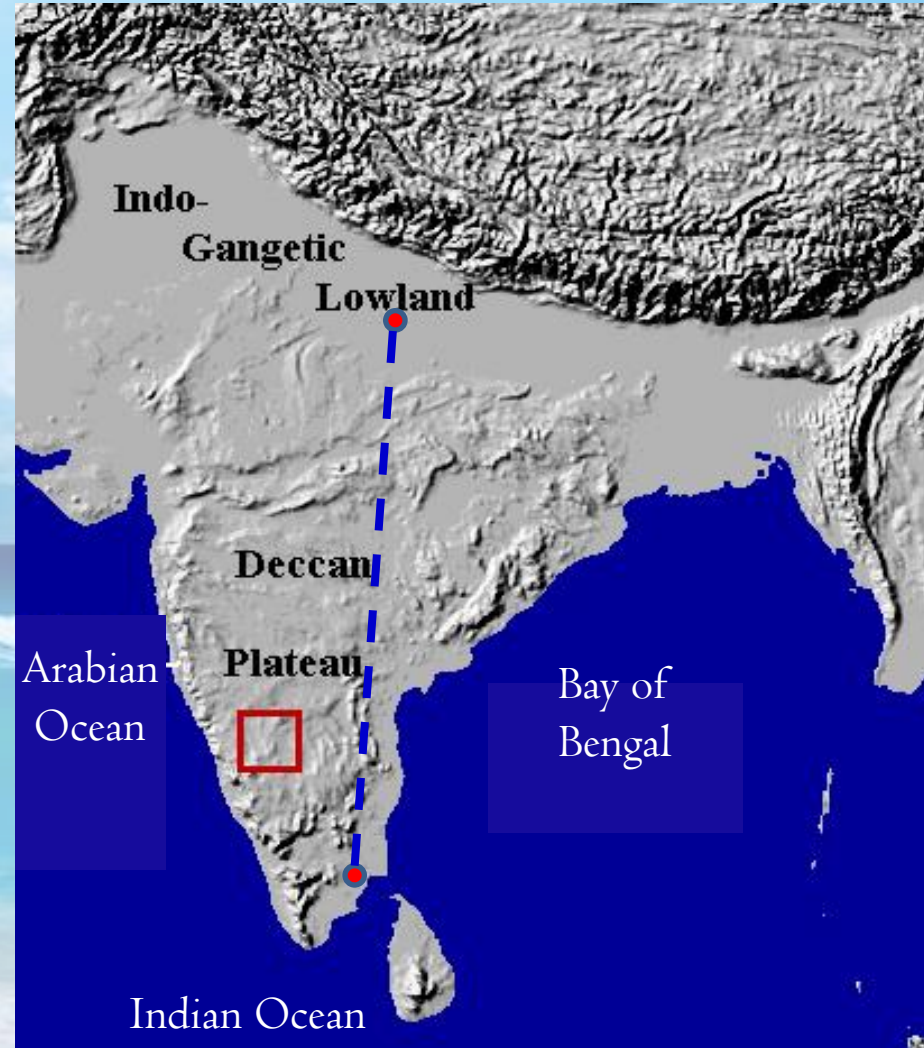 Indo-
Gangetic
Lowland
Deccan
Plateau
Arabian
Ocean
Bay of
Bengal
Indian Ocean